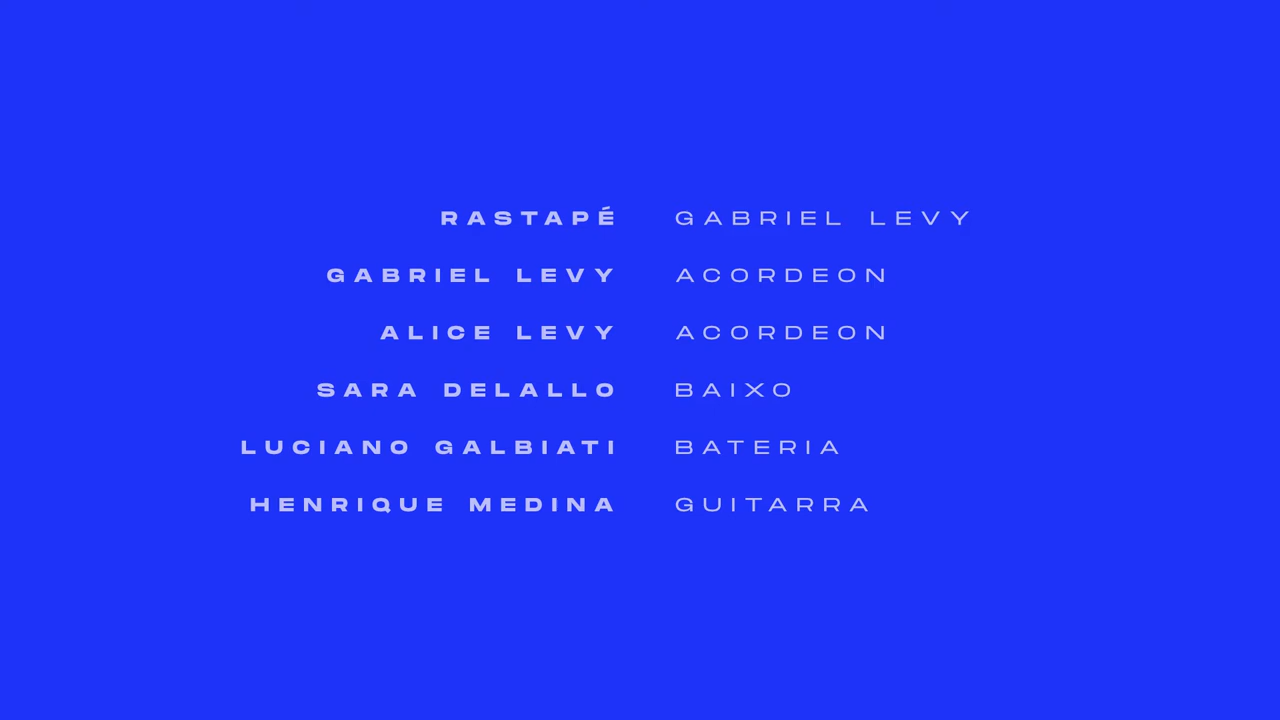 RASTAPÉ GABRIEL LEVY
GABRIEL LEVY ACORDEON
ALICE LEVY ACORDEON
SARA DELALLO BAIXO
LUCIANO GALBIATI BATERIA
HENRIQUE MEDINA GUITARRA